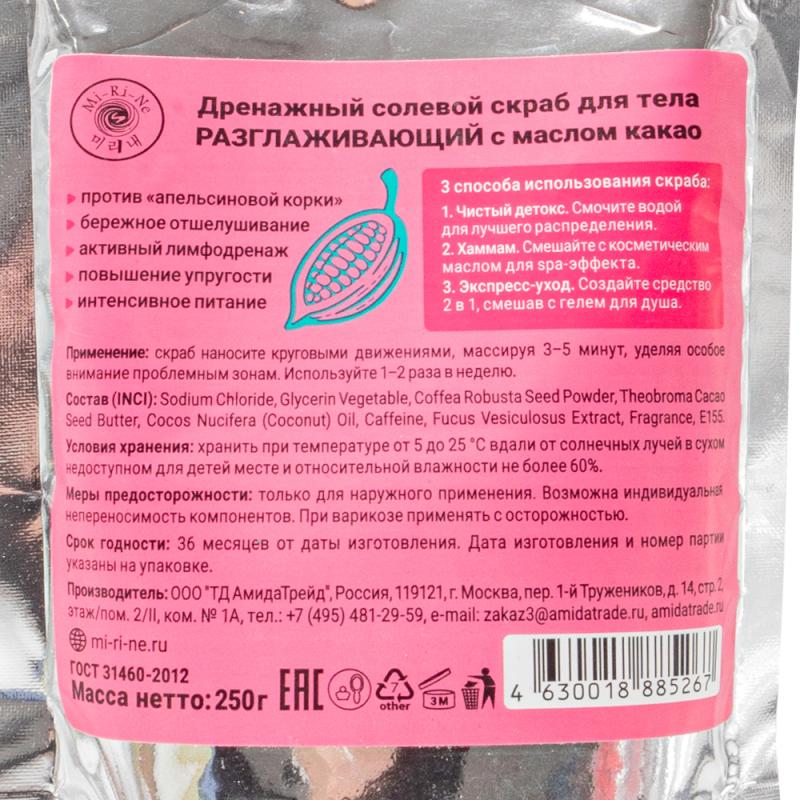 Mi-Ri-Ne
미리내
Дренажный солевой скраб для тела
РАЗГЛАЖИВАЮЩИЙ с маслом какао
против «апельсиновой корки»
бережное отшелушивание
активный лимфодренаж
повышение упругости
интенсивное питание
3 способа использования скраба:
1. Чистый детокс. Смочите водой
для лучшего распределения.
2. Хаммам. Смешайте с косметическим
маслом для spa-эффекта.
3. Экспресс-уход. Создайте средство
2 в 1, смешав с гелем для душа.
Применение: скраб наносите круговыми движениями, массируя 3–5 минут, уделяя особое
внимание проблемным зонам. Используйте 1–2 раза в неделю.
Состав (INCI): Sodium Chloride, Glycerin Vegetable, Coffea Robusta Seed Powder, Theobroma Cacao
Seed Butter, Cocos Nucifera (Coconut) Oil, Caffeine, Fucus Vesiculosus Extract, Fragrance, E155.
Условия хранения: хранить при температуре от 5 до 25 °C вдали от солнечных лучей в сухом
недоступном для детей месте и относительной влажности не более 60%.
Меры предосторожности: только для наружного применения. Возможна индивидуальная
непереносимость компонентов. При варикозе применять с осторожностью.
Срок годности: 36 месяцев от даты изготовления. Дата изготовления и номер партии
указаны на упаковке.
Производитель: ООО "ТД АмидаТрейд", Россия, 119121, г. Москва, пер. 1-й Тружеников, д. 14, стр. 2,
этаж/пом. 2/II, ком. № 1А, тел.: +7 (495) 481-29-59, e-mail: zakaz3@amidatrade.ru, amidatrade.ru
mi-ri-ne.ru
ГОСТ 31460-2012
Масса нетто: 250г
EAC
7
other
3М
4 630018 885267